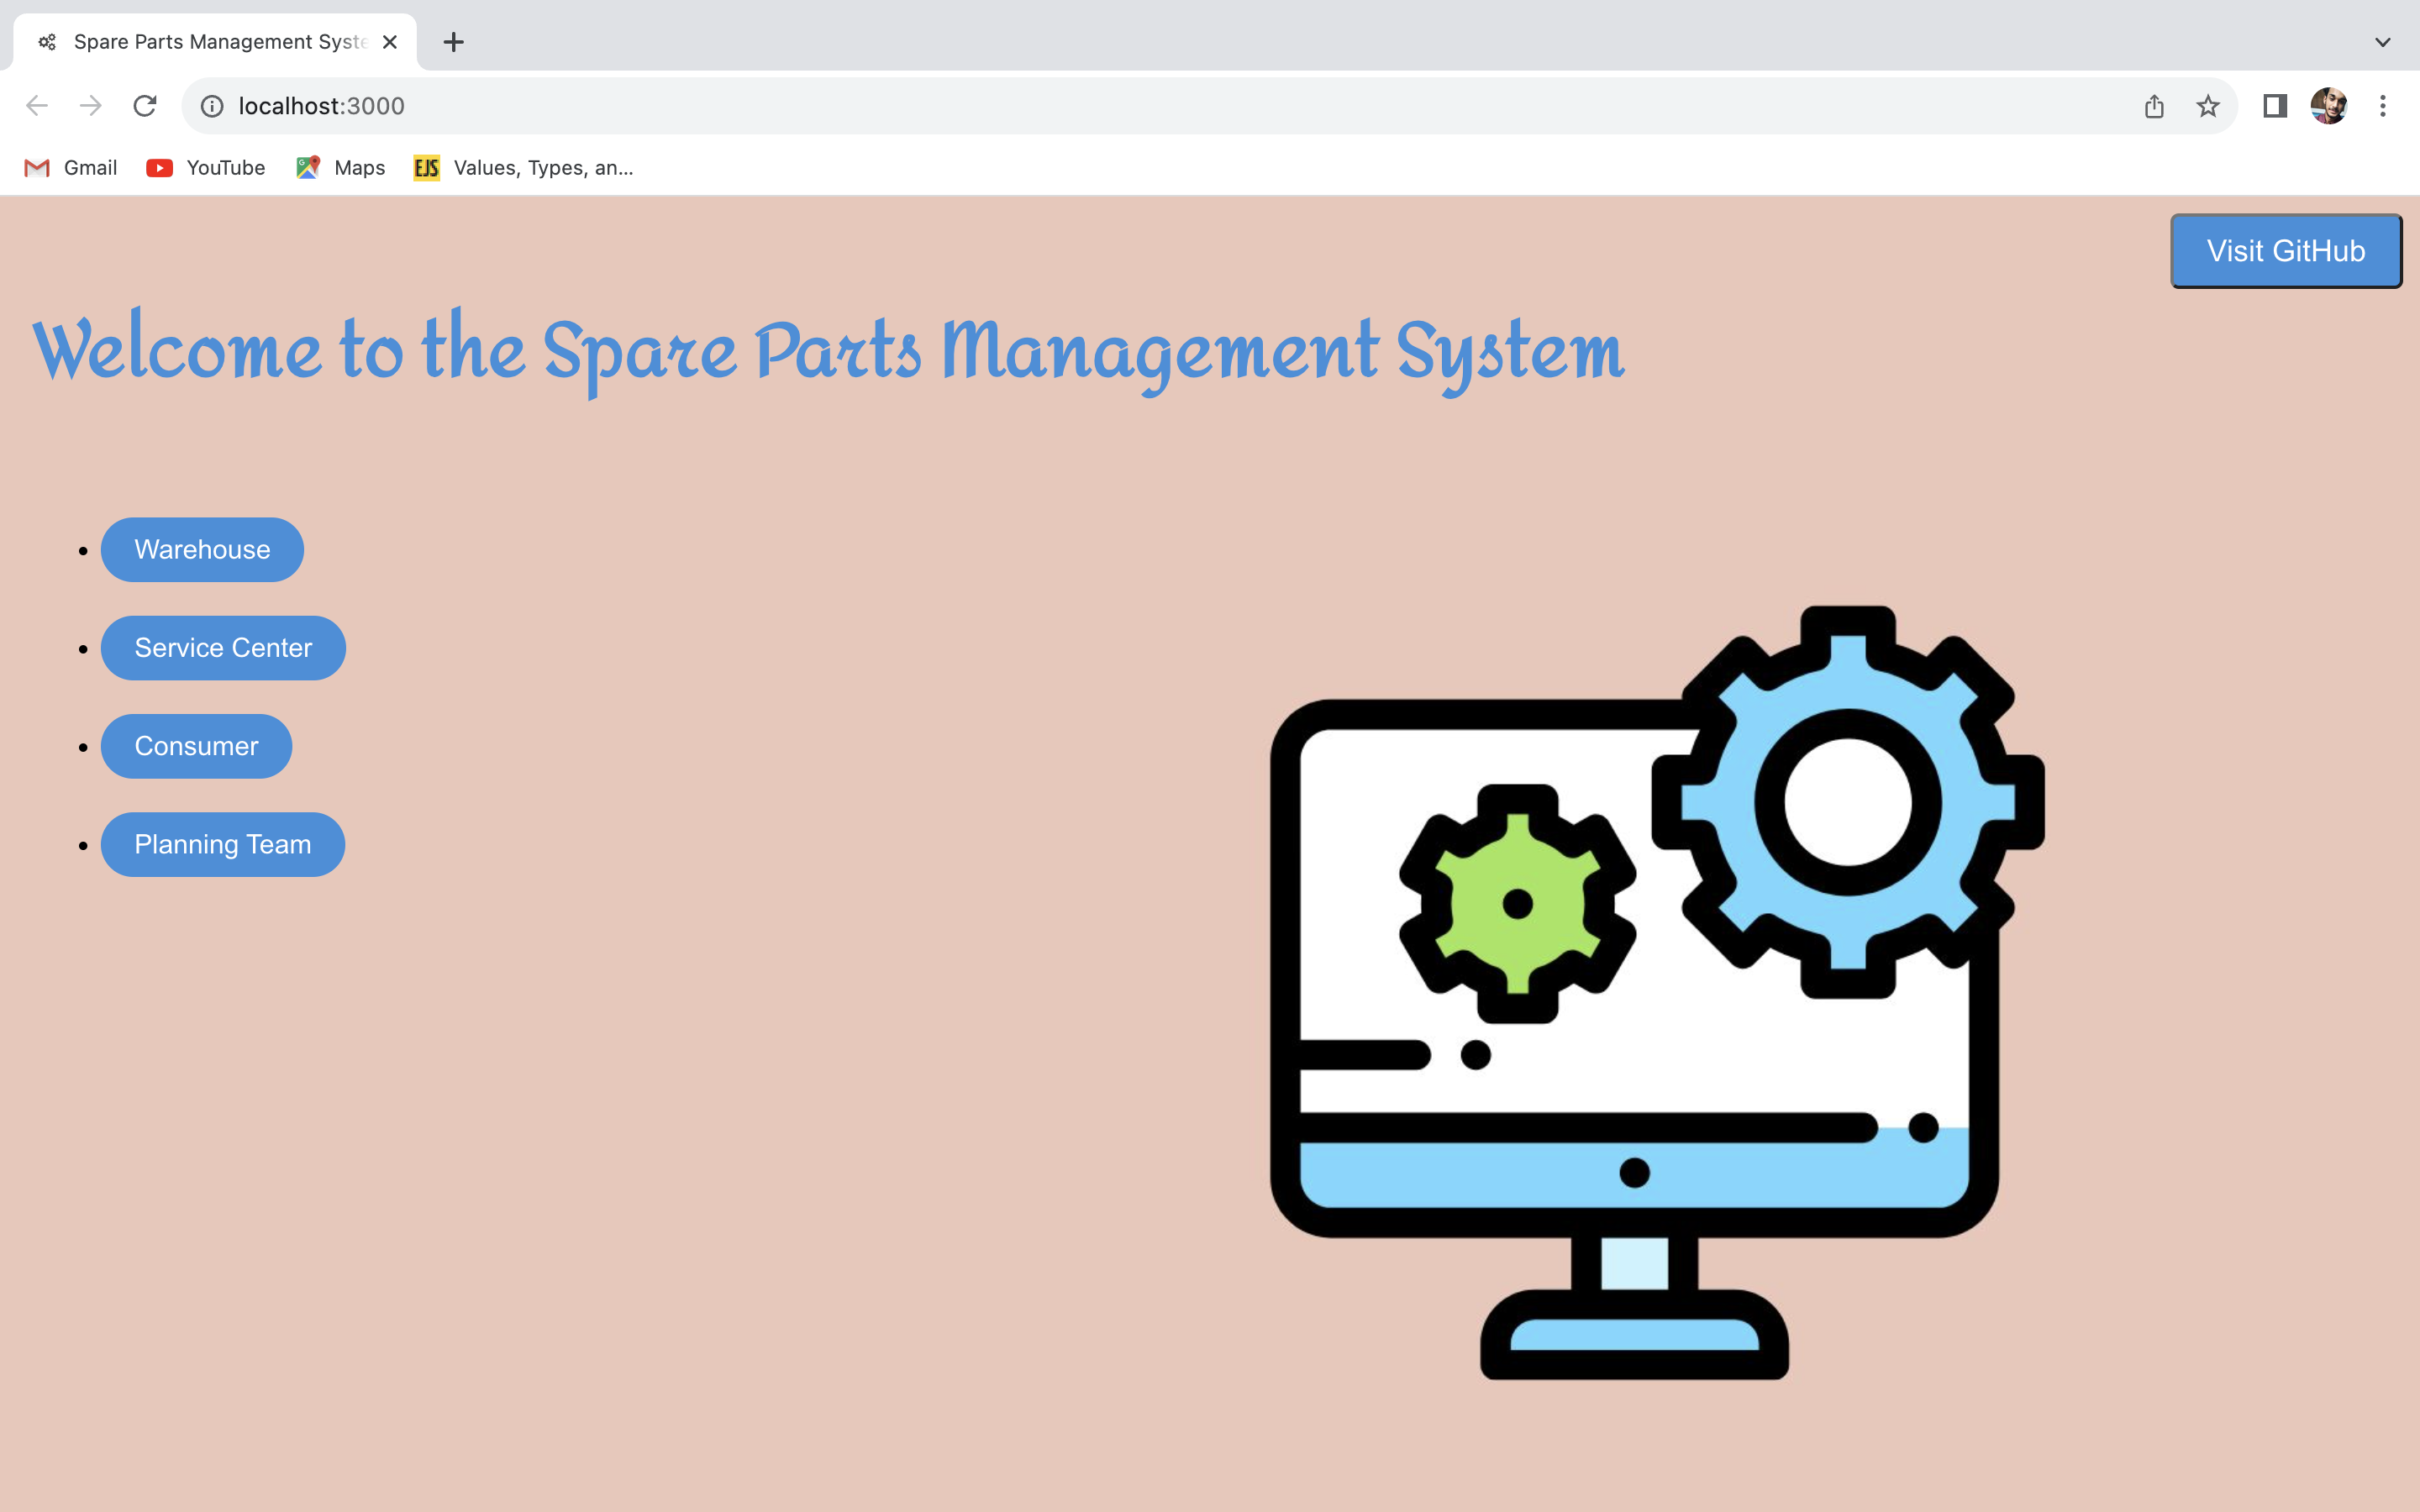 Spare Parts Management Syste
localhost:3000
Gmail
YouTube
Maps
EJS
Values, Types, an...
Visit GitHub
Welcome to the Spare Parts Management System
Warehouse
Service Center
Consumer
Planning Team